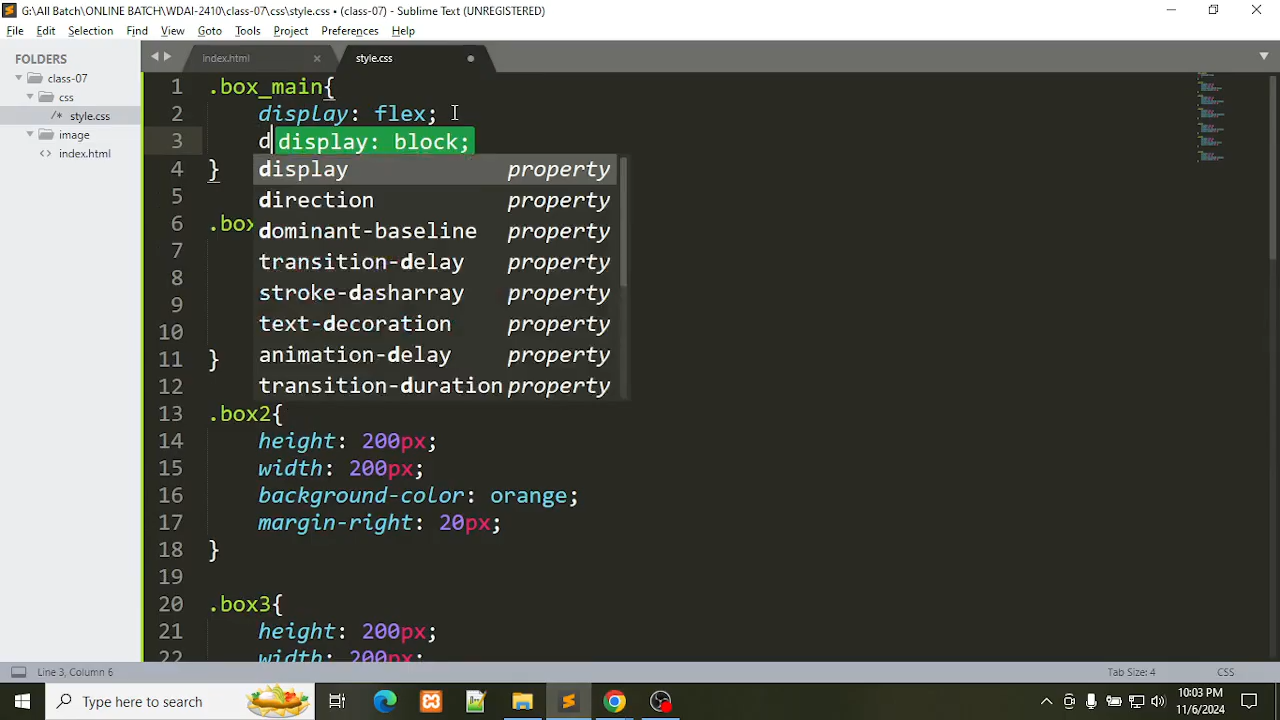 G:\All Batch\ONLINE BATCH\WDAI-2410\class-07\css\style.css • (class-07) - Sublime Text (UNREGISTERED)
File Edit Selection Find View Goto Tools Project Preferences Help
FOLDERS
class-07
css
/* style.css
image
<> index.html
index.html × style.css
1 .box_main{
2 display: flex;
3 d display: block;
4 }
display property
direction property
dominant-baseline property
transition-delay property
stroke-dasharray property
text-decoration property
animation-delay property
transition-duration property
5
6 .box
7
8
9
10
11 }
12
13 .box2{
14 height: 200px;
15 width: 200px;
16 background-color: orange;
17 margin-right: 20px;
18 }
19
20 .box3{
21 height: 200px;
22 width: 200px;
Line 3, Column 6 Tab Size: 4 CSS
Type here to search
10:03 PM
11/6/2024